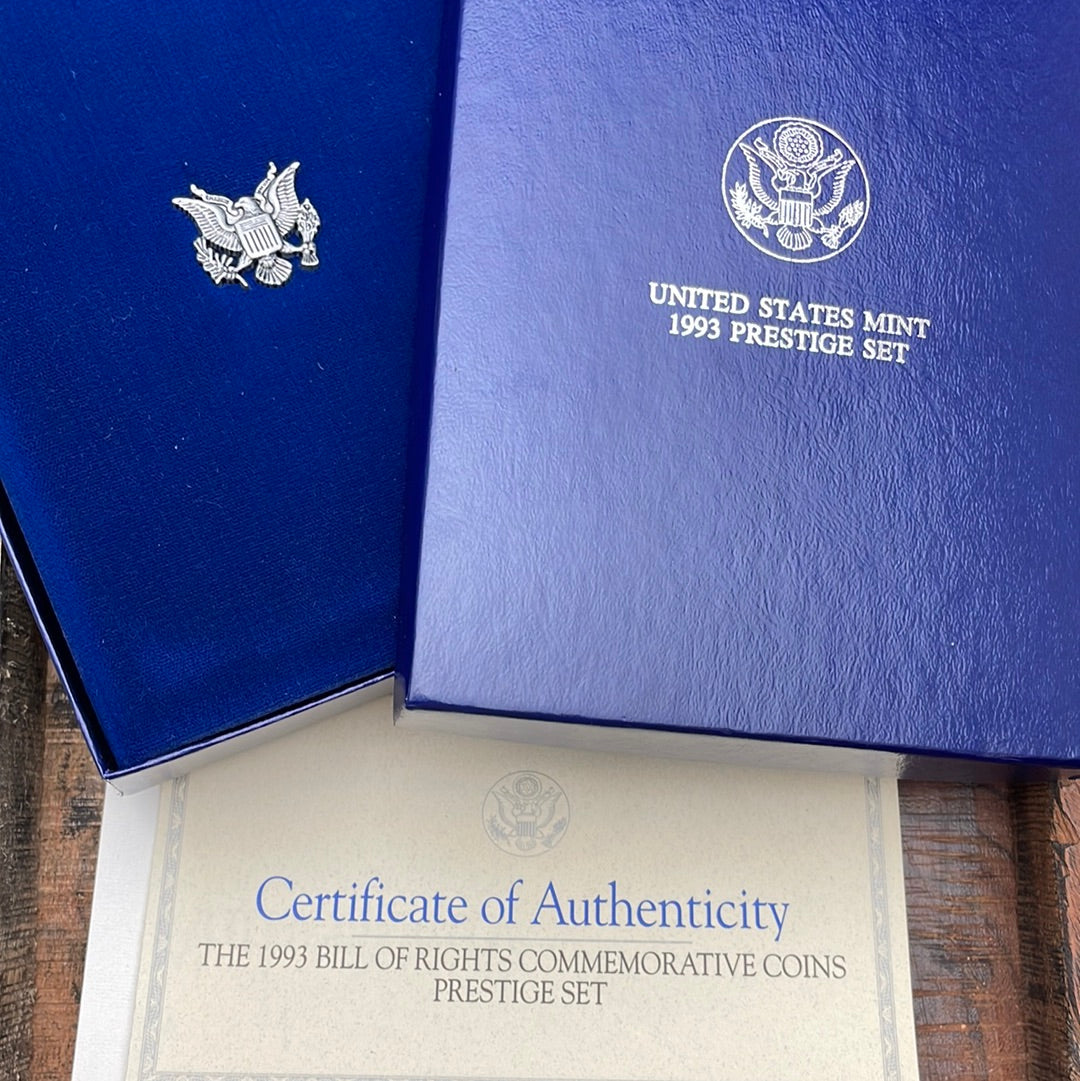 UNITED STATES MINT
1993 PRESTIGE SET
Certificate of Authenticity
THE 1993 BILL OF RIGHTS COMMEMORATIVE COINS
PRESTIGE SET